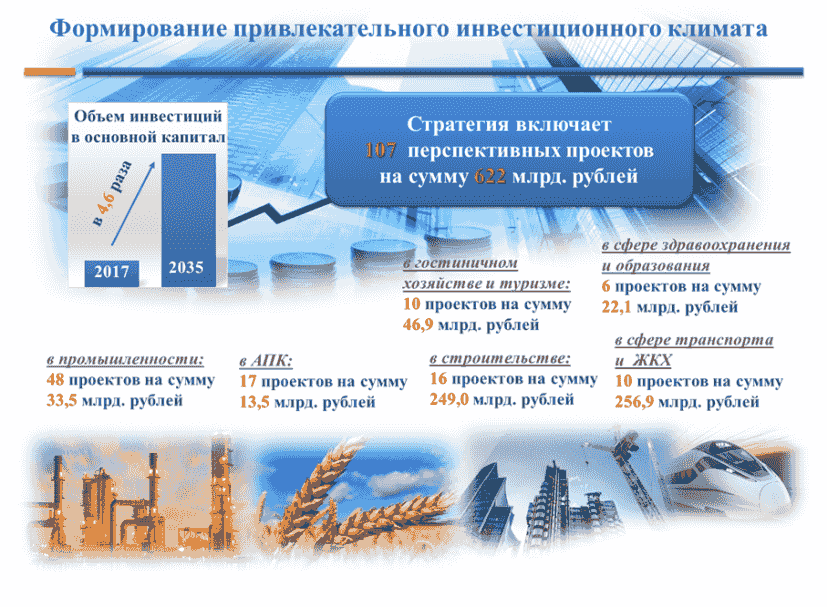 Формирование привлекательного инвестиционного климата
Объем инвестиций
в основной капитал
в 4,6 раза
2017
2035
Стратегия включает
107 перспективных проектов
на сумму 622 млрд. рублей
в гостиничном
хозяйстве и туризме:
10 проектов на сумму
46,9 млрд. рублей
в сфере здравоохранения
и образования
6 проектов на сумму
22,1 млрд. рублей
в промышленности:
48 проектов на сумму
33,5 млрд. рублей
в АПК:
17 проектов на сумму
13,5 млрд. рублей
в строительстве:
16 проектов на сумму
249,0 млрд. рублей
в сфере транспорта
и ЖКХ
10 проектов на сумму
256,9 млрд. рублей